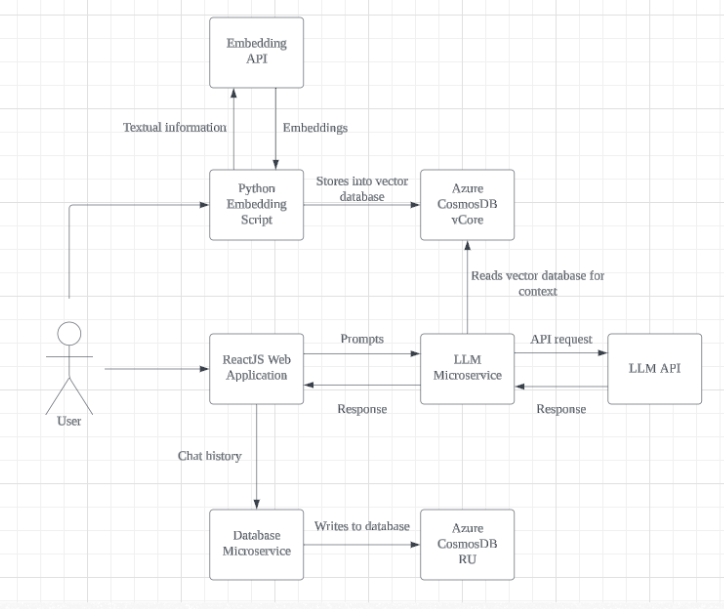 Embedding
API
Textual information
Embeddings
Python
Embedding
Script
Stores into vector
database
Azure
CosmosDB
vCore
Reads vector database for
context
User
ReactJS Web
Application
Prompts
Response
LLM
Microservice
API request
Response
LLM API
Chat history
Database
Microservice
Writes to database
Azure
CosmosDB
RU